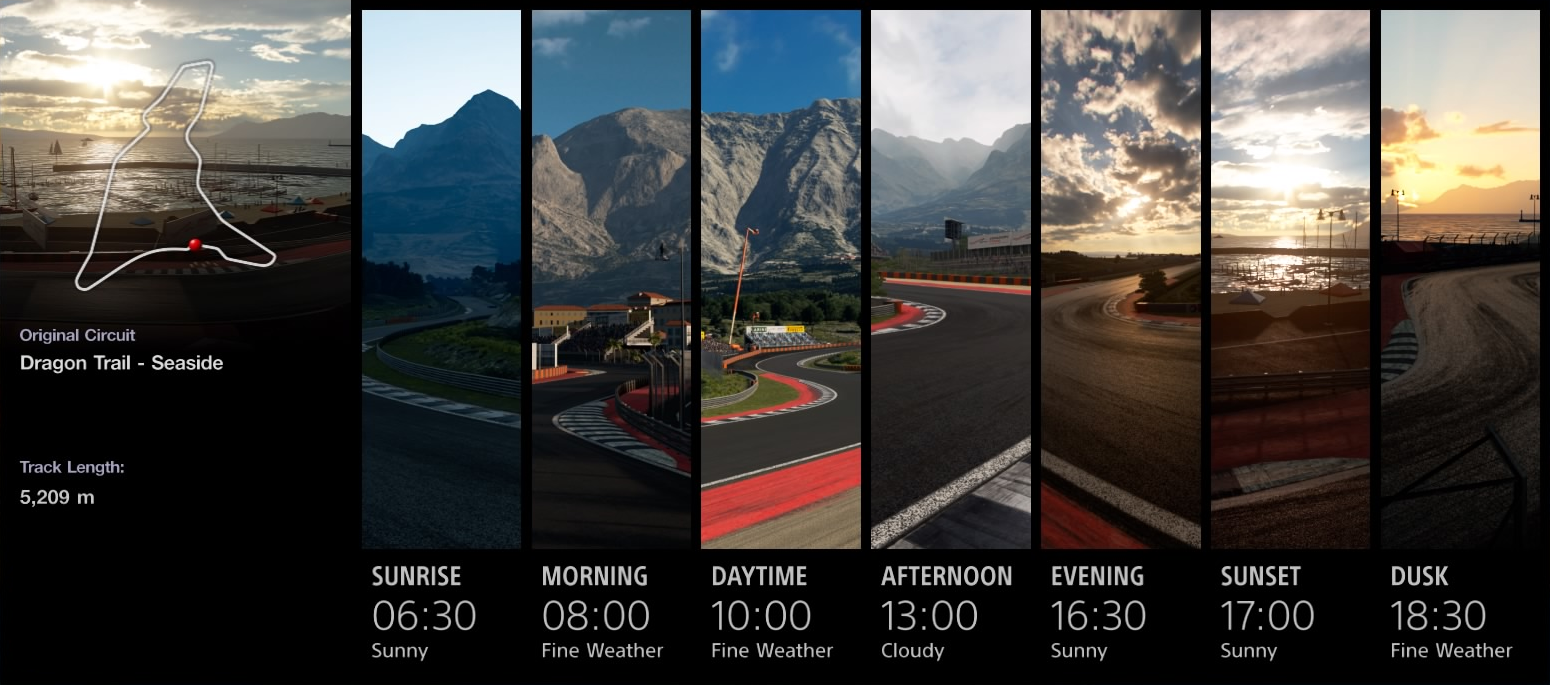 Original Circuit
Dragon Trail - Seaside
Track Length:
5,209 m
SUNRISE
06:30
Sunny
MORNING
08:00
Fine Weather
DAYTIME
10:00
Fine Weather
AFTERNOON
13:00
Cloudy
EVENING
16:30
Sunny
SUNSET
17:00
Sunny
DUSK
18:30
Fine Weather